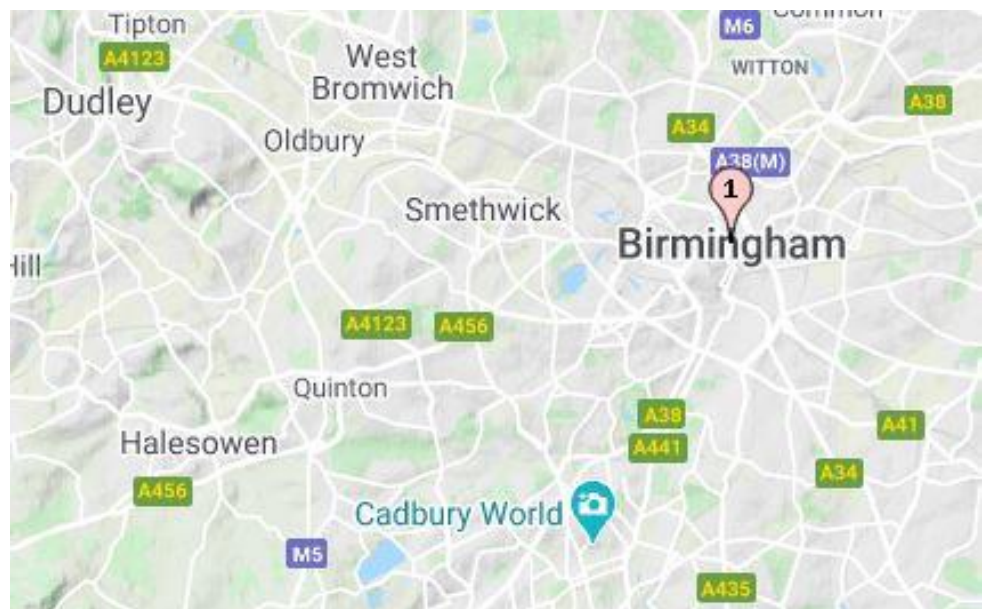 Tipton
M6
Common
A4123
West
Bromwich
WITTON
Dudley
A38
Oldbury
A34
A38(M)
1
Smethwick
Birmingham
Hill
A4123
A456
Quinton
A38
A41
Halesowen
A441
A34
A456
Cadbury World
M5
A435